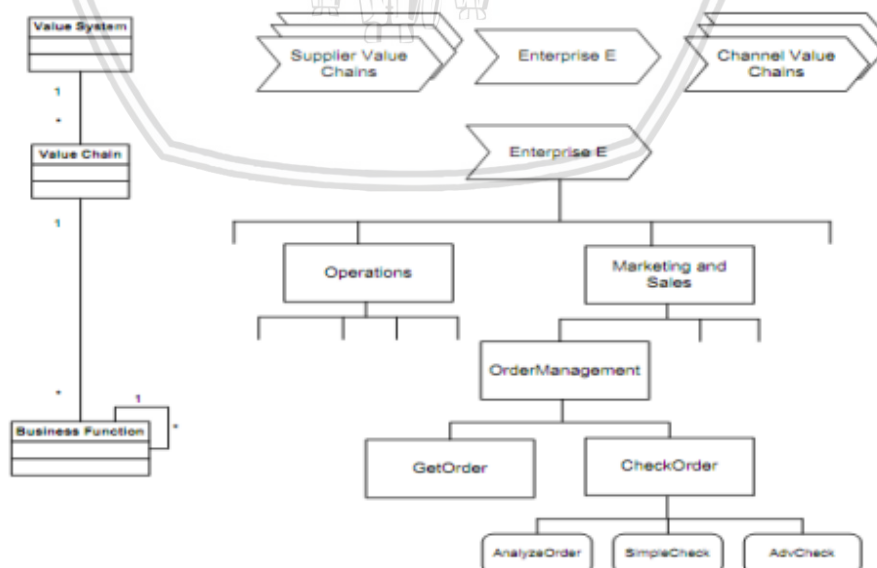 Value System
1
*
Value Chain
1
*
1
*
Business Function
Supplier Value
Chains
Enterprise E
Channel Value
Chains
Enterprise E
Operations
Marketing and
Sales
OrderManagement
GetOrder
CheckOrder
AnalyzeOrder
SimpleCheck
AdvCheck